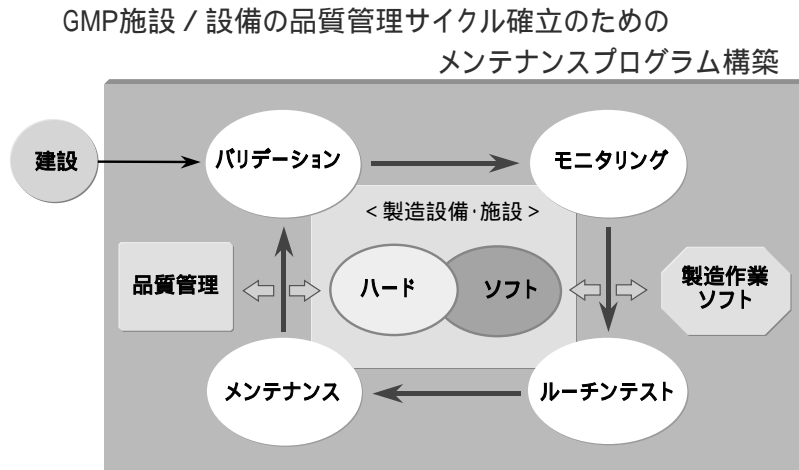 GMP施設／設備の品質管理サイクル確立のための
メンテナンスプログラム構築
建設
バリデーション
モニタリング
＜製造設備・施設＞
品質管理
ハード
ソフト
製造作業
ソフト
メンテナンス
ルーチンテスト